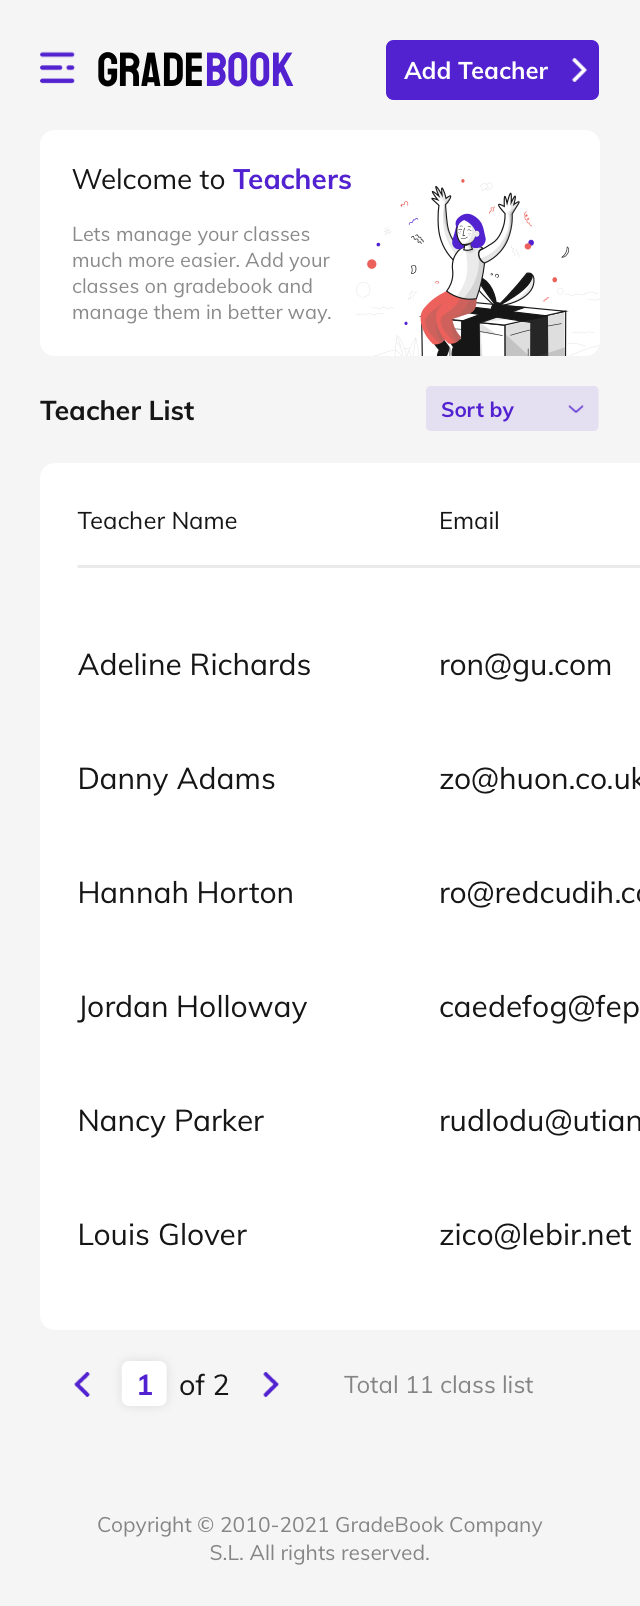 GRADEBOOK
Add Teacher
Welcome to Teachers
Lets manage your classes
much more easier. Add your
classes on gradebook and
manage them in better way.
Teacher List
Sort by
Teacher Name Email
Adeline Richards ron@gu.com
Danny Adams zo@huon.co.uk
Hannah Horton ro@redcudih.co
Jordan Holloway caedefog@fep
Nancy Parker rudlodu@utian
Louis Glover zico@lebir.net
1 of 2 Total 11 class list
Copyright © 2010-2021 GradeBook Company
S.L. All rights reserved.